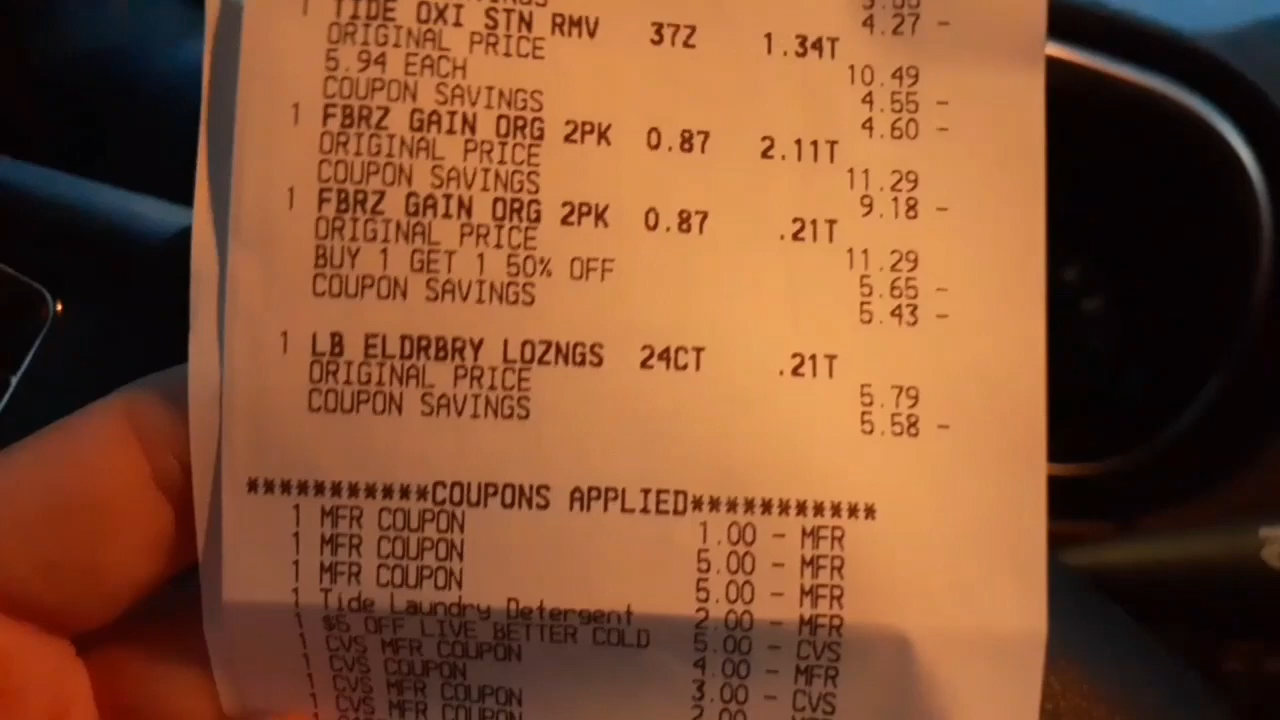 1 TIDE OXI STN RMV 37Z 1.34T
4.27 -
ORIGINAL PRICE 10.49
5.94 EACH 4.55 -
COUPON SAVINGS 4.60 -
1 FBRZ GAIN ORG 2PK 0.87 2.11T
ORIGINAL PRICE 11.29
COUPON SAVINGS 9.18 -
1 FBRZ GAIN ORG 2PK 0.87 .21T
ORIGINAL PRICE 11.29
BUY 1 GET 1 50% OFF 5.65 -
COUPON SAVINGS 5.43 -
1 LB ELDRBRY LOZNGS 24CT .21T
ORIGINAL PRICE 5.79
COUPON SAVINGS 5.58 -
***********COUPONS APPLIED***********
1 MFR COUPON 1.00 - MFR
1 MFR COUPON 5.00 - MFR
1 MFR COUPON 5.00 - MFR
1 Tide Laundry Detergent 2.00 - MFR
1 $5 OFF LIVE BETTER COLD 5.00 - CVS
1 CVS MFR COUPON 4.00 - MFR
1 CVS COUPON 3.00 - CVS
1 CVS MFR COUPON 2.00 - MFR
CVS MFR COUPON